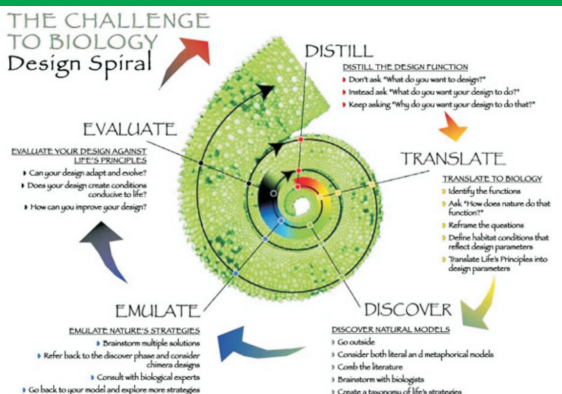 THE CHALLENGE
TO BIOLOGY
Design Spiral
DISTILL
DISTILL THE DESIGN FUNCTION
Don't ask "What do you want to design?"
Instead ask "What do you want your design to do?"
Keep asking "Why do you want your design to do that?"
TRANSLATE
TRANSLATE TO BIOLOGY
Identify the functions
Ask "How does nature do that
function?"
Reframe the questions
Define habitat conditions that
reflect design parameters
Translate Life's Principles into
design parameters
DISCOVER
DISCOVER NATURAL MODELS
Go outside
Consider both literal an d metaphorical models
Comb the literature
Brainstorm with biologists
Create a taxonomy of life's strategies
EMULATE
EMULATE NATURE'S STRATEGIES
Brainstorm multiple solutions
Refer back to the discover phase and consider
chimera designs
Consult with biological experts
Go back to your model and explore more strategies
EVALUATE
EVALUATE YOUR DESIGN AGAINST
LIFE'S PRINCIPLES
Can your design adapt and evolve?
Does your design create conditions
conducive to life?
How can you improve your design?